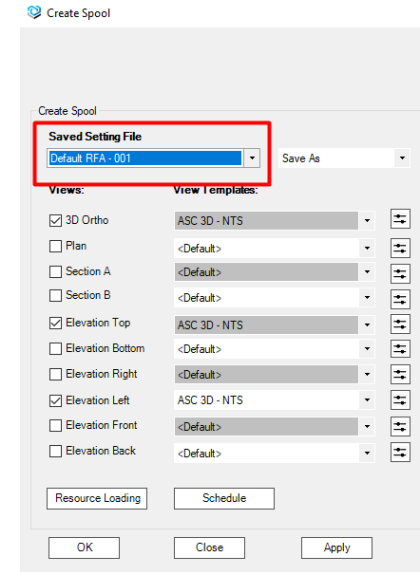 Create Spool
Create Spool
Saved Setting File
Default RFA - 001
Save As
Views:
View Templates:
3D Ortho
ASC 3D - NTS
Plan
<Default>
Section A
<Default>
Section B
<Default>
Elevation Top
ASC 3D - NTS
Elevation Bottom
<Default>
Elevation Right
<Default>
Elevation Left
ASC 3D - NTS
Elevation Front
<Default>
Elevation Back
<Default>
Resource Loading
Schedule
OK
Close
Apply